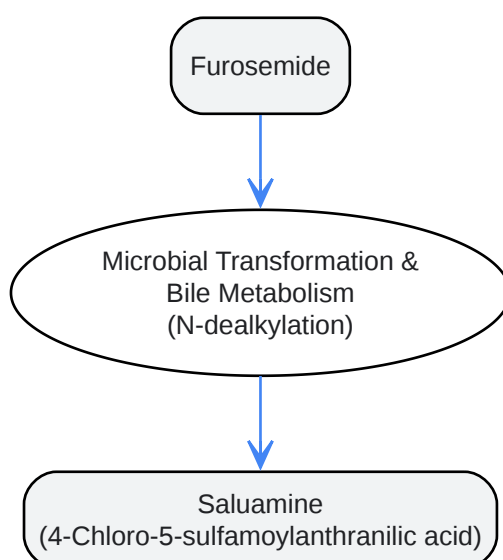 Furosemide
Microbial Transformation &
Bile Metabolism
(N-dealkylation)
Saluamine
(4-Chloro-5-sulfamoylanthranilic acid)